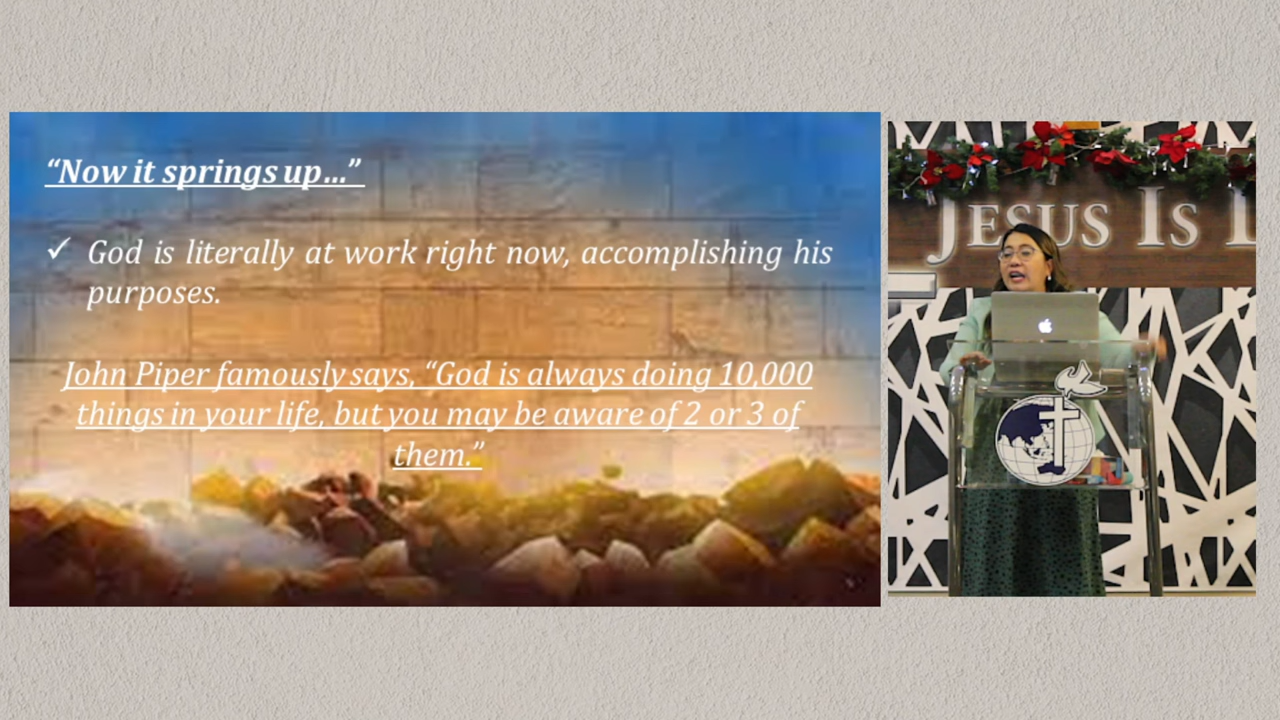 “Now it springs up…”
✓ God is literally at work right now, accomplishing his
purposes.
John Piper famously says, “God is always doing 10,000
things in your life, but you may be aware of 2 or 3 of
them.”
JESUS IS L